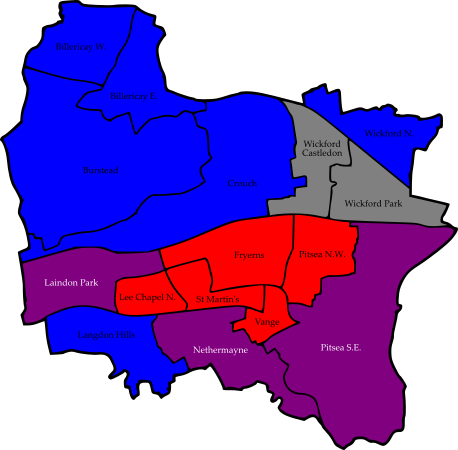 Billericay W.
Billericay E.
Wickford N.
Wickford
Castledon
Burstead
Crouch
Wickford Park
Fryerns
Pitsea N.W.
Laindon Park
Lee Chapel N.
St Martin's
Vange
Langdon Hills
Nethermayne
Pitsea S.E.